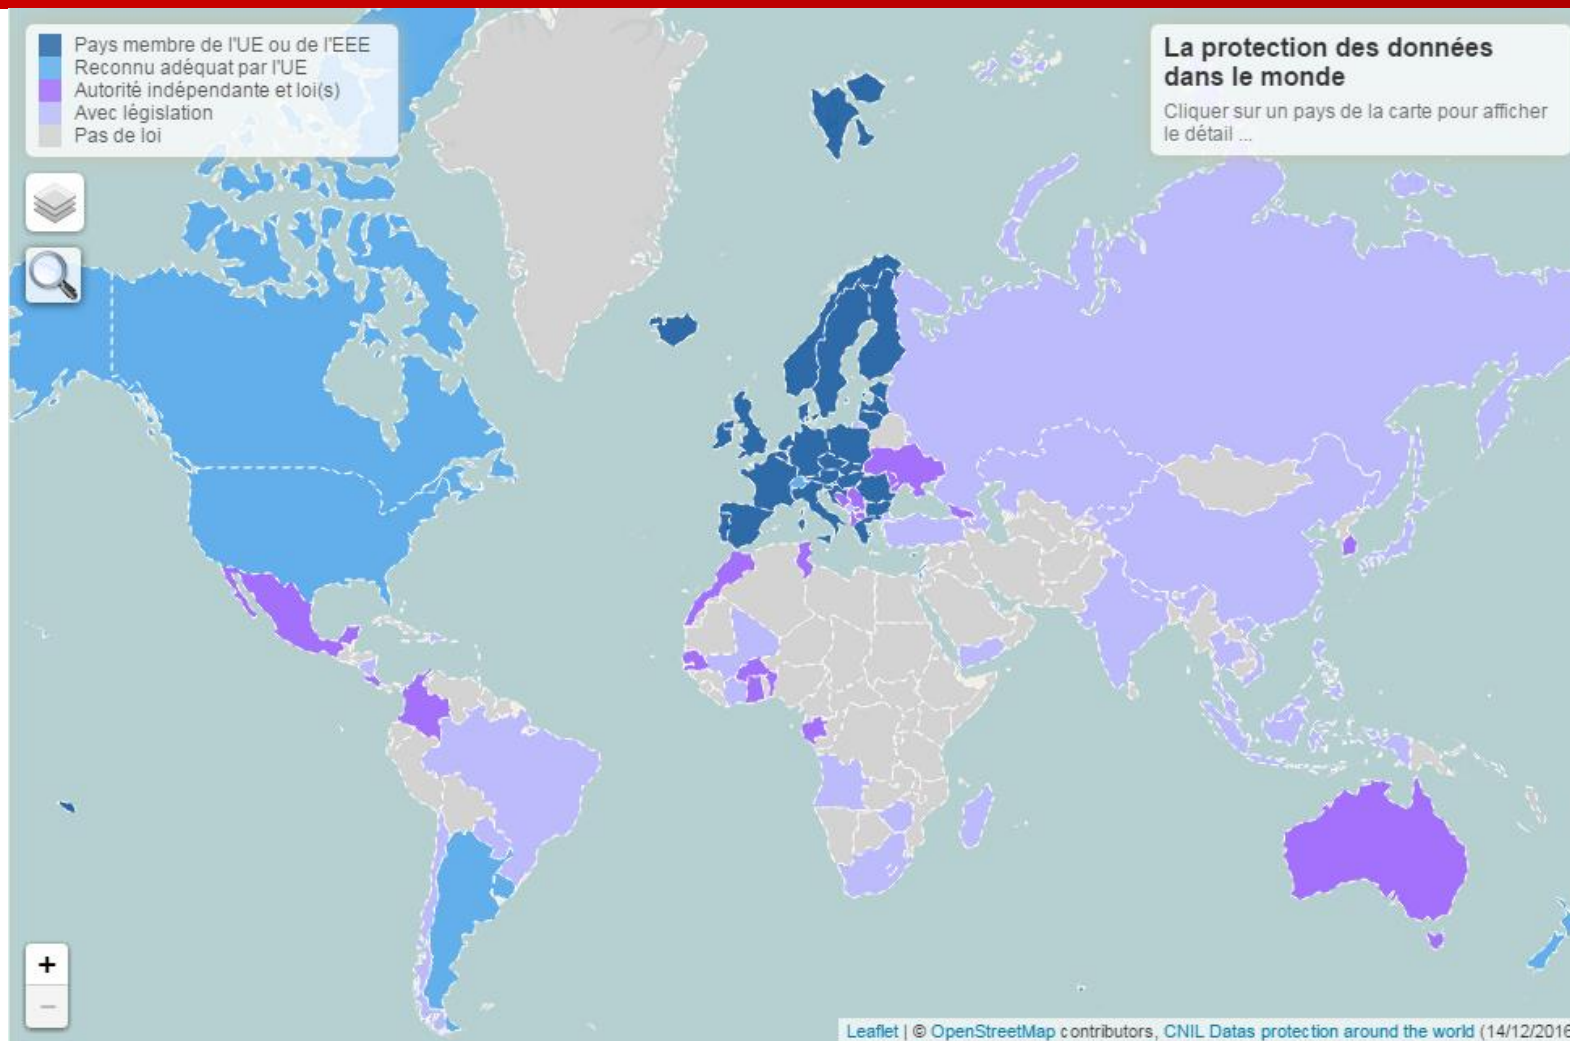 Pays membre de l'UE ou de l'EEE
Reconnu adéquat par l'UE
Autorité indépendante et loi(s)
Avec législation
Pas de loi
La protection des données
dans le monde
Cliquer sur un pays de la carte pour afficher
le détail ...
+
−
Leaflet | © OpenStreetMap contributors, CNIL Datas protection around the world (14/12/2016